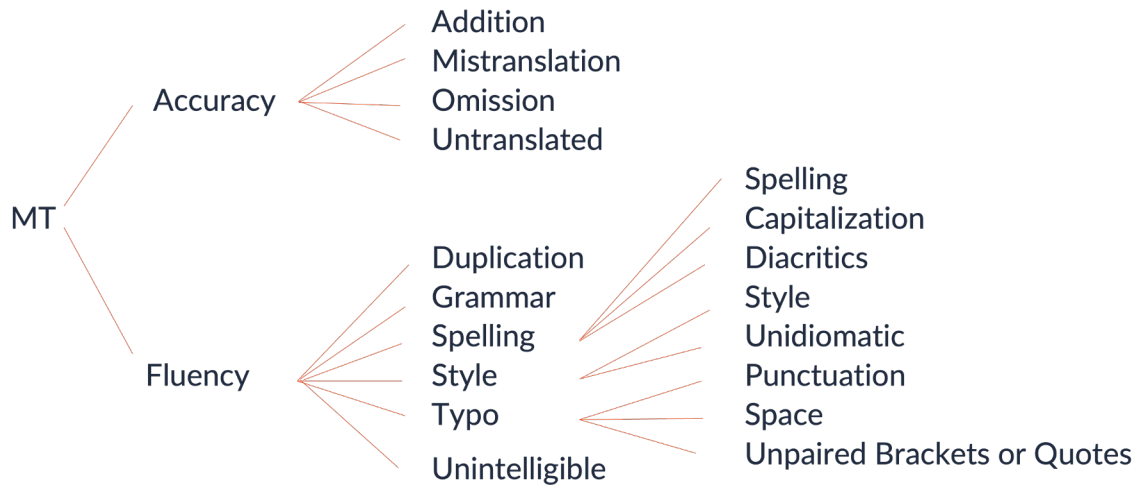 MT
Accuracy
Addition
Mistranslation
Omission
Untranslated
Fluency
Duplication
Grammar
Spelling
Style
Typo
Unintelligible
Spelling
Capitalization
Diacritics
Style
Unidiomatic
Punctuation
Space
Unpaired Brackets or Quotes